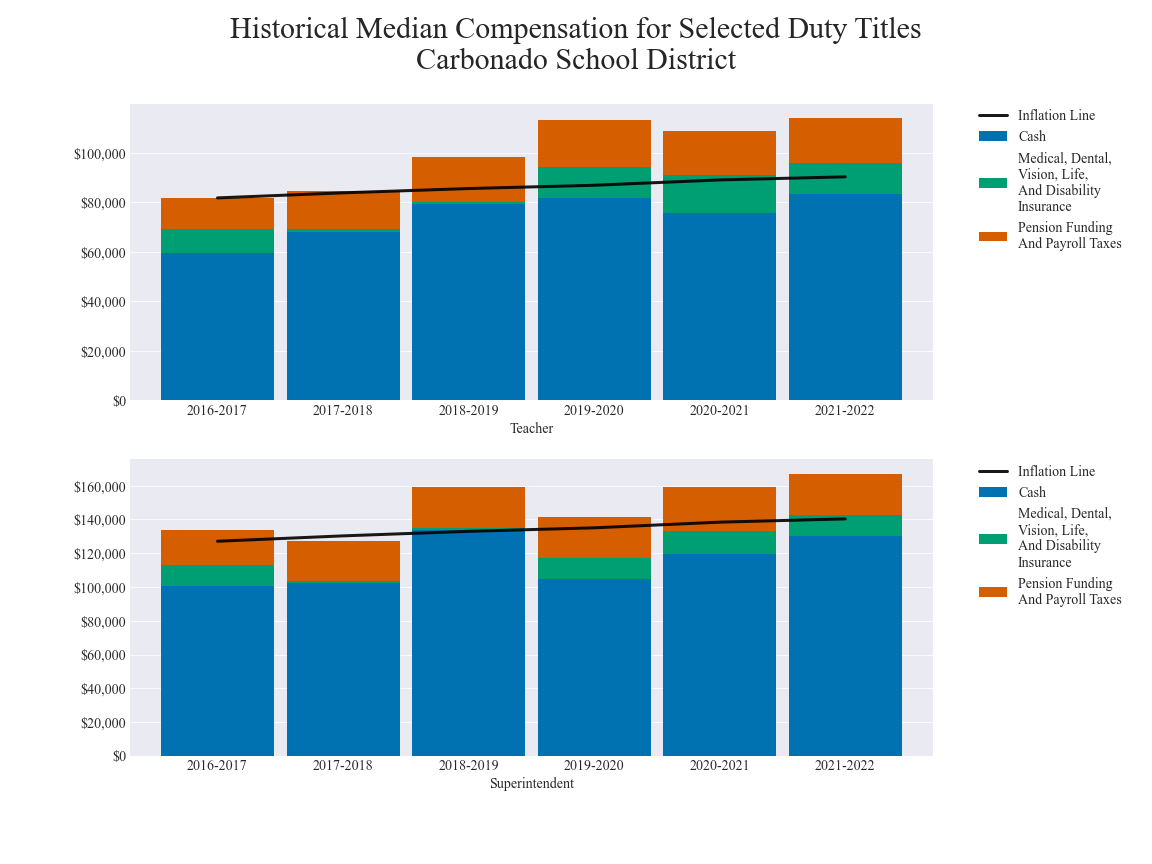 Historical Median Compensation for Selected Duty Titles
Carbonado School District
$100,000
$80,000
$60,000
$40,000
$20,000
$0
2016-2017 2017-2018 2018-2019 2019-2020 2020-2021 2021-2022
Teacher
Inflation Line
Cash
Medical, Dental,
Vision, Life,
And Disability
Insurance
Pension Funding
And Payroll Taxes
$160,000
$140,000
$120,000
$100,000
$80,000
$60,000
$40,000
$20,000
$0
2016-2017 2017-2018 2018-2019 2019-2020 2020-2021 2021-2022
Superintendent
Inflation Line
Cash
Medical, Dental,
Vision, Life,
And Disability
Insurance
Pension Funding
And Payroll Taxes